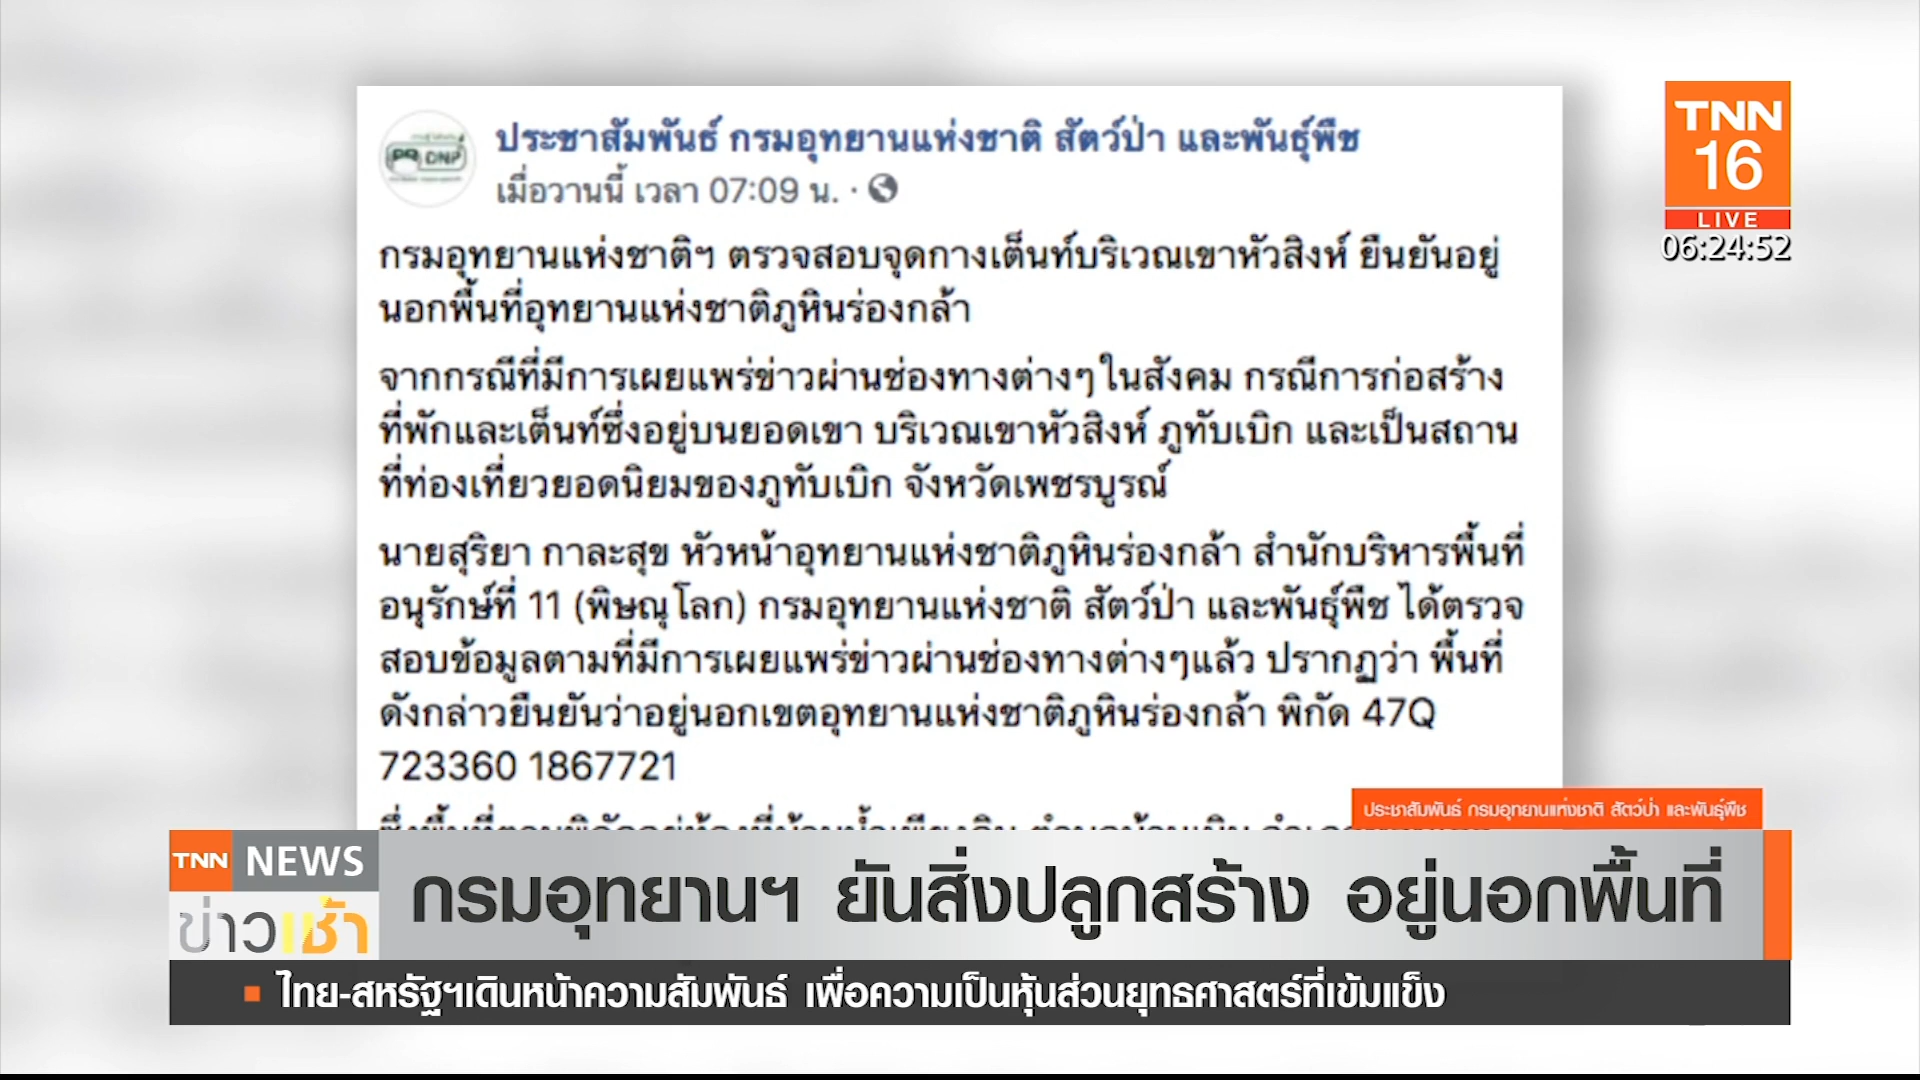 ประชาสัมพันธ์ กรมอุทยานแห่งชาติ สัตว์ป่า และพันธุ์พืช
เมื่อวานนี้ เวลา 07:09 น. ·
กรมอุทยานแห่งชาติฯ ตรวจสอบจุดกางเต็นท์บริเวณเขาหัวสิงห์ ยืนยันอยู่
นอกพื้นที่อุทยานแห่งชาติภูหินร่องกล้า
จากกรณีที่มีการเผยแพร่ข่าวผ่านช่องทางต่างๆ ในสังคม กรณีการก่อสร้าง
ที่พักและเต็นท์ซึ่งอยู่บนยอดเขา บริเวณเขาหัวสิงห์ ภูทับเบิก และเป็นสถาน
ที่ท่องเที่ยวยอดนิยมของภูทับเบิก จังหวัดเพชรบูรณ์
นายสุริยา กาละสุข หัวหน้าอุทยานแห่งชาติภูหินร่องกล้า สำนักบริหารพื้นที่
อนุรักษ์ที่ 11 (พิษณุโลก) กรมอุทยานแห่งชาติ สัตว์ป่า และพันธุ์พืช ได้ตรวจ
สอบข้อมูลตามที่มีการเผยแพร่ข่าวผ่านช่องทางต่างๆแล้ว ปรากฏว่า พื้นที่
ดังกล่าวยืนยันว่าอยู่นอกเขตอุทยานแห่งชาติภูหินร่องกล้า พิกัด 47Q
723360 1867721
TNN
16
LIVE
06:24:52
ประชาสัมพันธ์ กรมอุทยานแห่งชาติ สัตว์ป่า และพันธุ์พืช
TNN NEWS
ข่าวเช้า
กรมอุทยานฯ ยันสิ่งปลูกสร้าง อยู่นอกพื้นที่
ไทย-สหรัฐฯเดินหน้าความสัมพันธ์ เพื่อความเป็นหุ้นส่วนยุทธศาสตร์ที่เข้มแข็ง